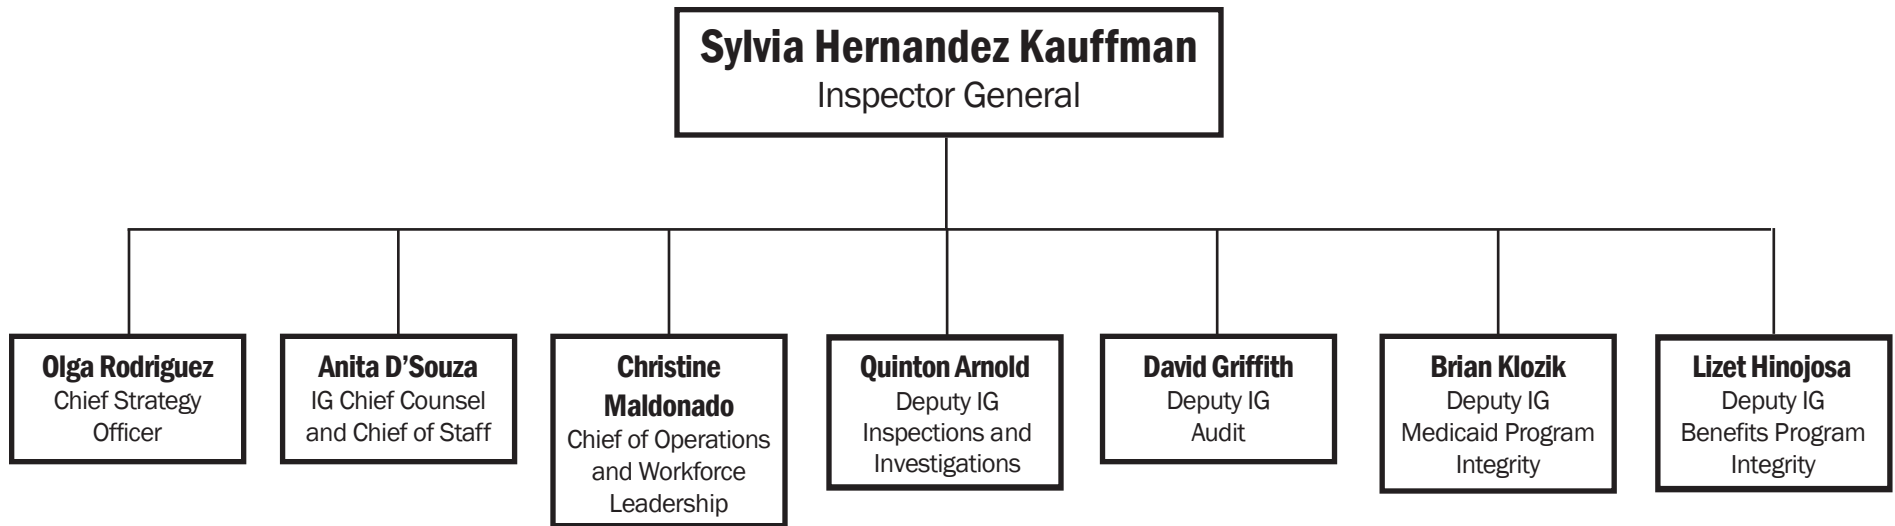 Sylvia Hernandez Kauffman
Inspector General
Olga Rodriguez
Chief Strategy
Officer
Anita D’Souza
IG Chief Counsel
and Chief of Staff
Christine
Maldonado
Chief of Operations
and Workforce
Leadership
Quinton Arnold
Deputy IG
Inspections and
Investigations
David Griffith
Deputy IG
Audit
Brian Klozik
Deputy IG
Medicaid Program
Integrity
Lizet Hinojosa
Deputy IG
Benefits Program
Integrity